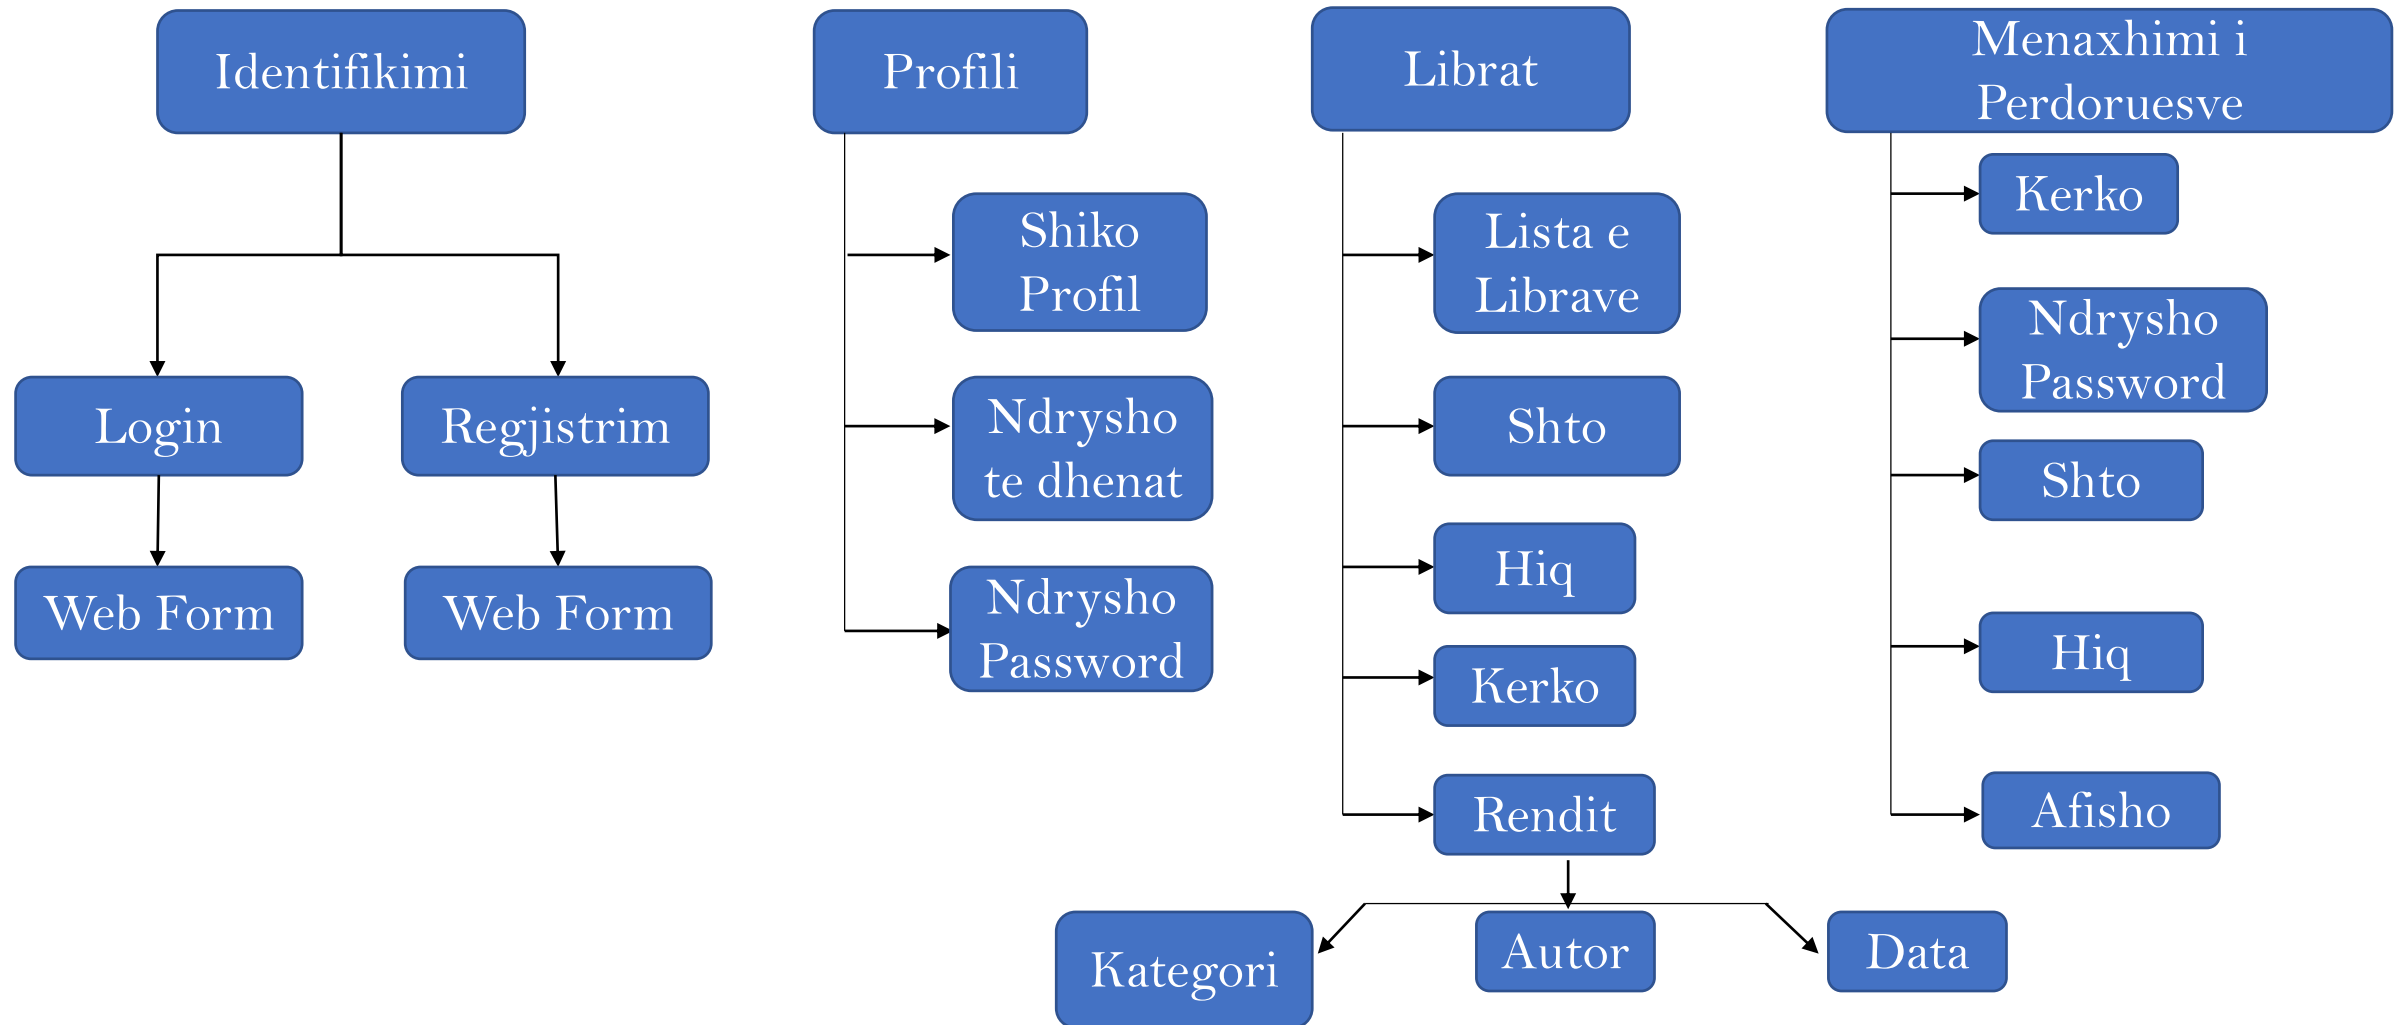 Identifikimi
Login
Regjistrim
Web Form
Web Form
Profili
Shiko
Profil
Ndrysho
te dhenat
Ndrysho
Password
Librat
Lista e
Librave
Shto
Hiq
Kerko
Rendit
Kategori
Autor
Data
Menaxhimi i
Perdoruesve
Kerko
Ndrysho
Password
Shto
Hiq
Afisho